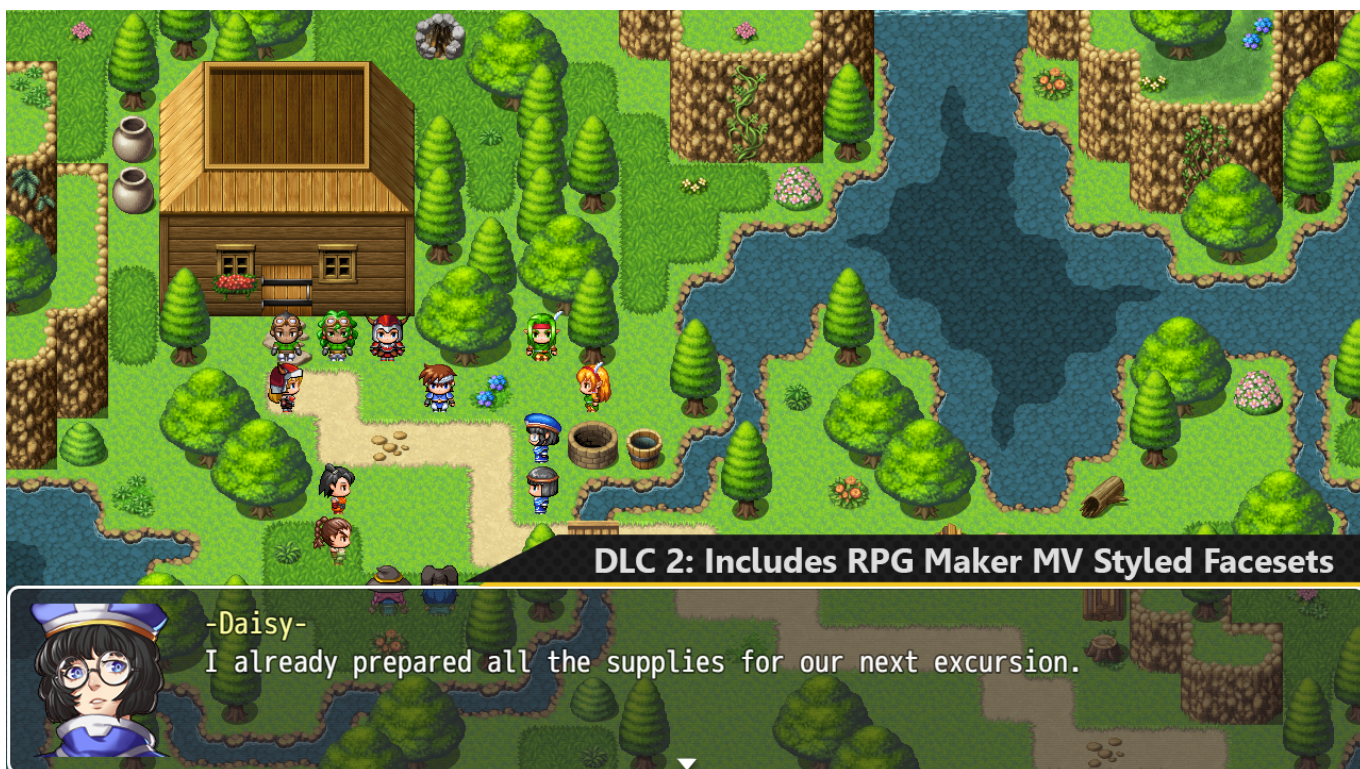 DLC 2: Includes RPG Maker MV Styled Facesets
-Daisy-
I already prepared all the supplies for our next excursion.